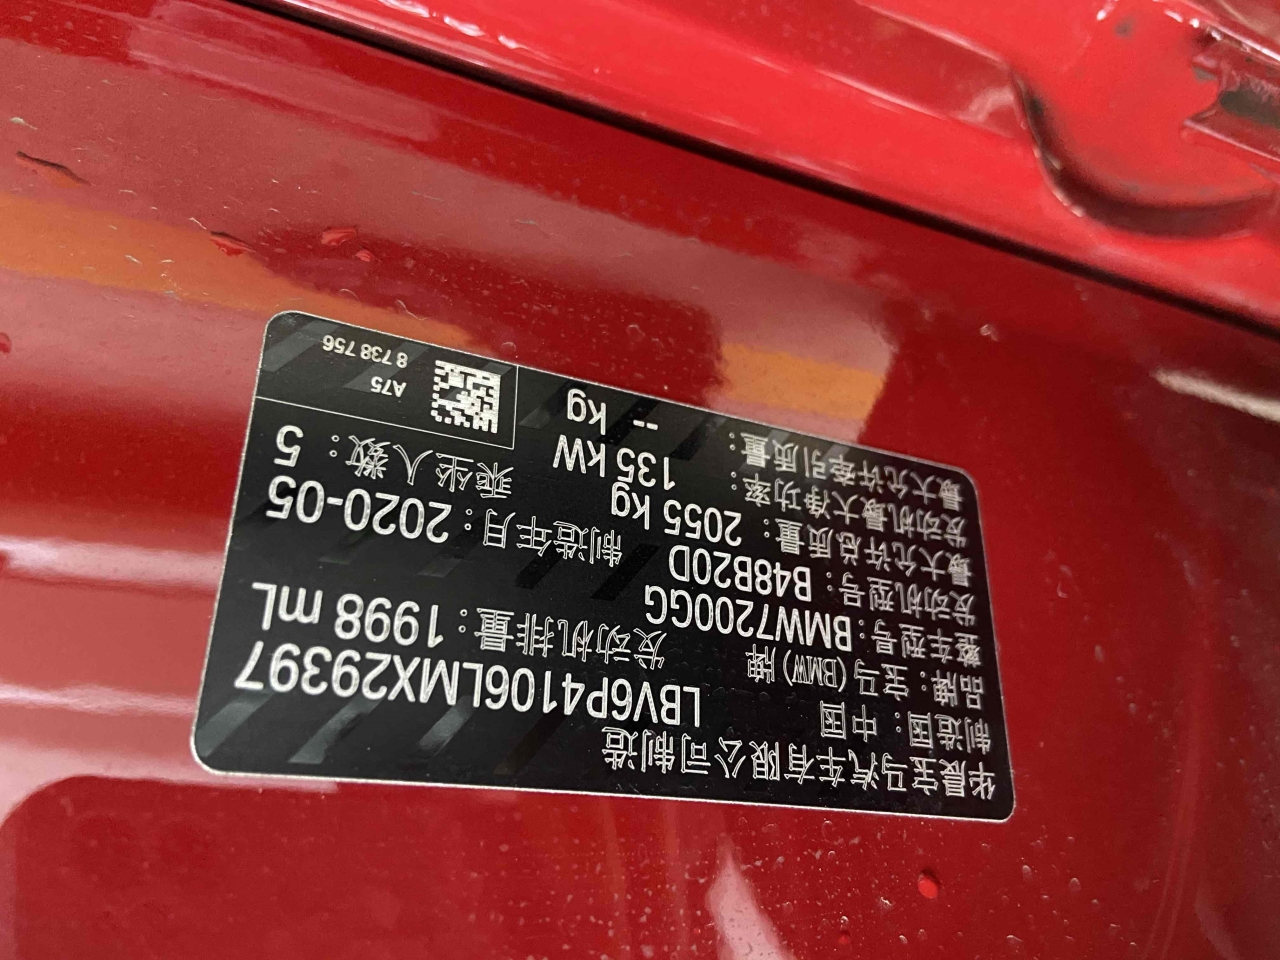 华晨宝马汽车有限公司制造
制造国：中国 LBV6P4106LMX29397
品牌：宝马(BMW)牌
整车型号：BMW7200GG 发动机排量：1998 mL
发动机型号：B48B20D
最大允许总质量：2055 kg 制造年月：2020-05
发动机最大净功率：135 kW 乘坐人数：5
最大允许牵引质量：-- kg
A75
8 738 756